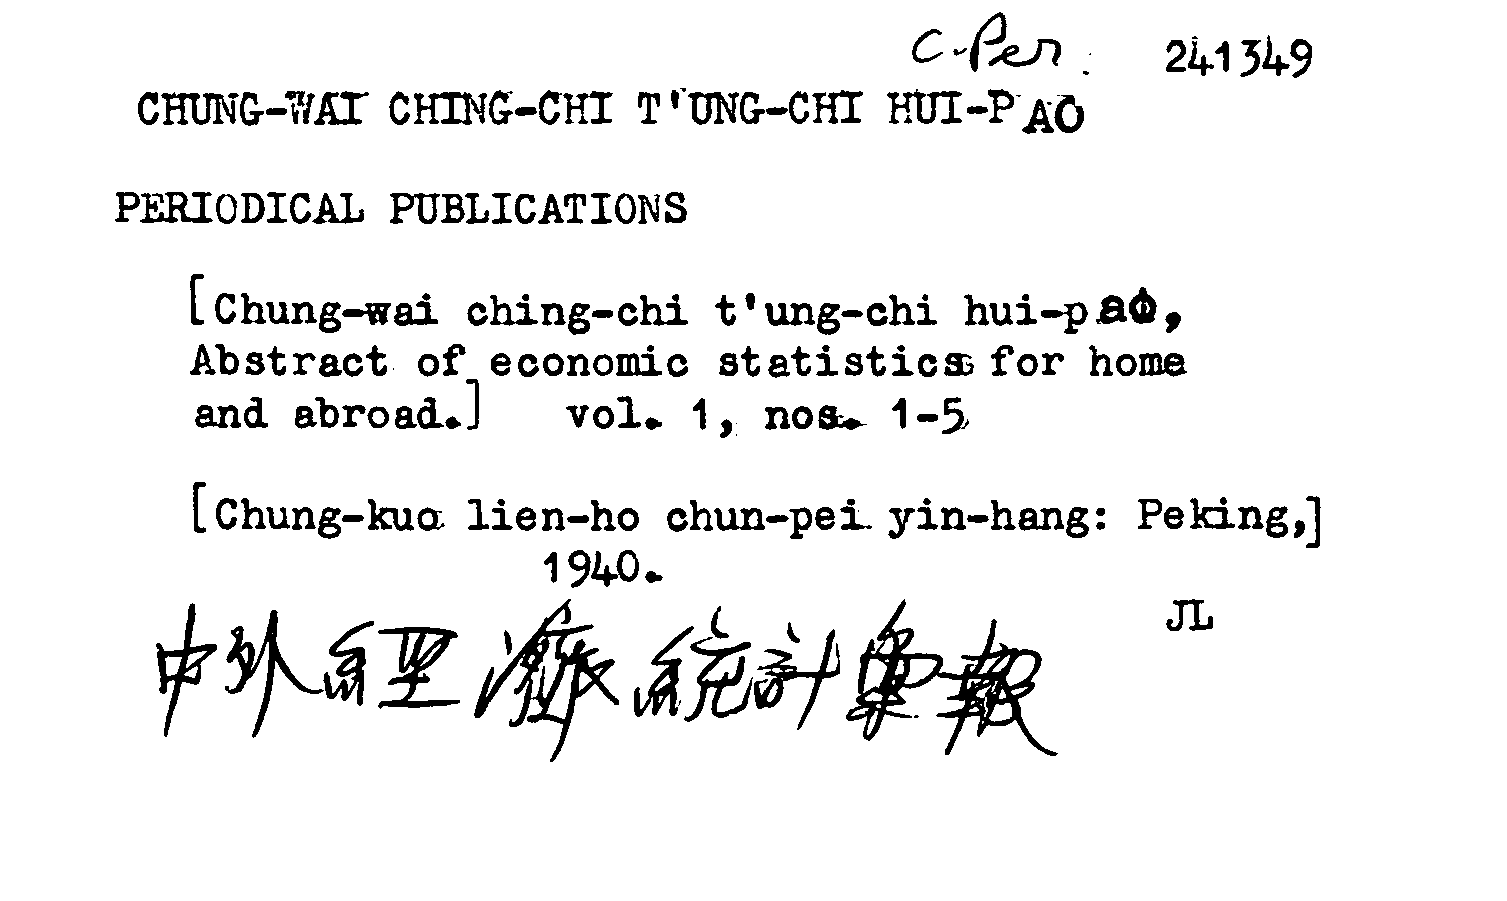 C. Per. 241349
CHUNG-WAI CHING-CHI T'UNG-CHI HUI-PAO
PERIODICAL PUBLICATIONS
[Chung-wai ching-chi t'ung-chi hui-pao,
Abstract of economic statistics for home
and abroad.] vol. 1, nos. 1-5
[Chung-kuo lien-ho chun-pei yin-hang: Peking,]
1940.
JL
中外經濟統計彙報